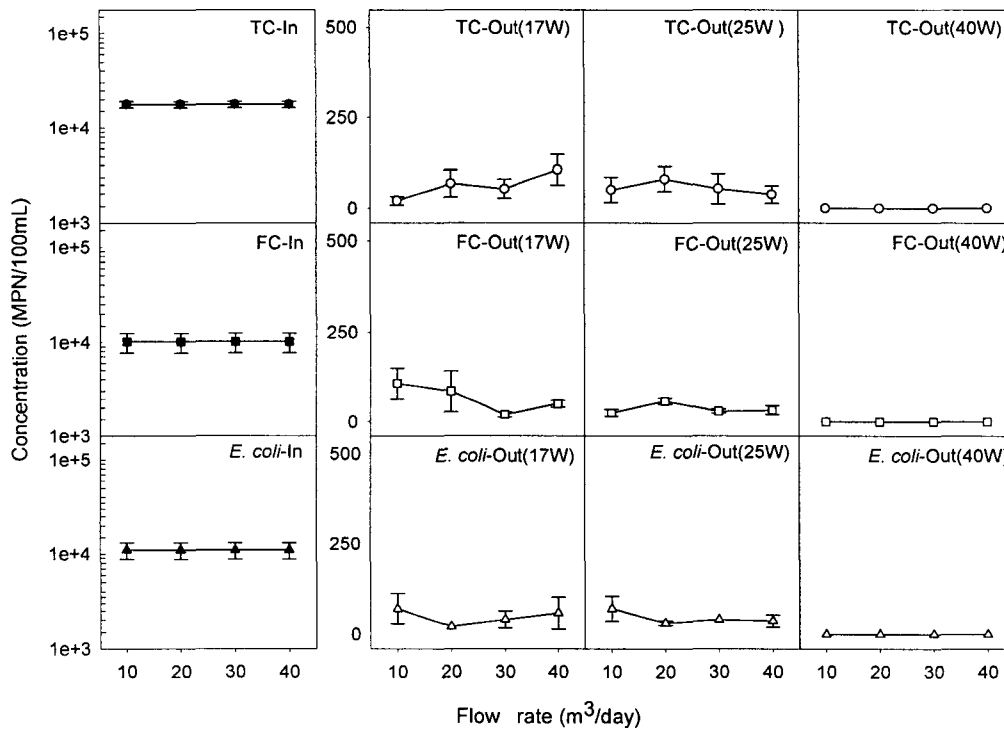 TC-In
TC-Out(17W)
TC-Out(25W )
TC-Out(40W)
1e+5
1e+4
1e+3
500
250
0
FC-In
FC-Out(17W)
FC-Out(25W)
FC-Out(40W)
1e+5
1e+4
1e+3
500
250
0
E. coli-In
E. coli-Out(17W)
E. coli-Out(25W)
E. coli-Out(40W)
1e+5
1e+4
1e+3
500
250
0
Concentration (MPN/100mL)
10 20 30 40 10 20 30 40 10 20 30 40 10 20 30 40
Flow rate (m³/day)